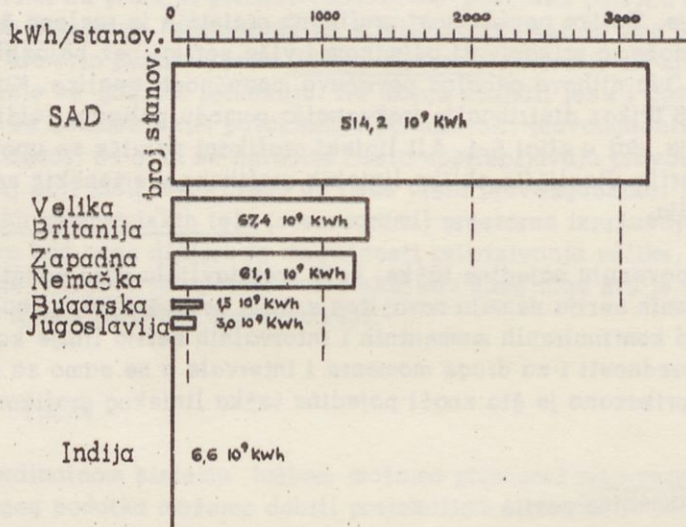 0 1000 2000 3000
kWh/stanov.
broj stanov.
SAD
514,2 10⁹ KWh
Velika
Britanija
67,4 10⁹ KWh
Zapadna
Nemačka
61,1 10⁹ KWh
Bugarska 1,5 10⁹ KWh
Jugoslavija 3,0 10⁹ KWh
Indija 6,6 10⁹ KWh